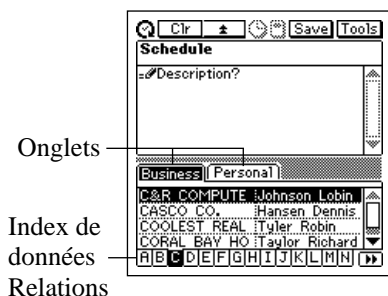 Clr Save Tools
Schedule
Description?
Onglets
Business Personal
C&R COMPUTE Johnson Lobin
CASCO CO. Hansen Dennis
COOLEST REAL Tyler Robin
CORAL BAY HO Taylor Richard
A B C D E F G H I J K L M N
Index de
données
Relations